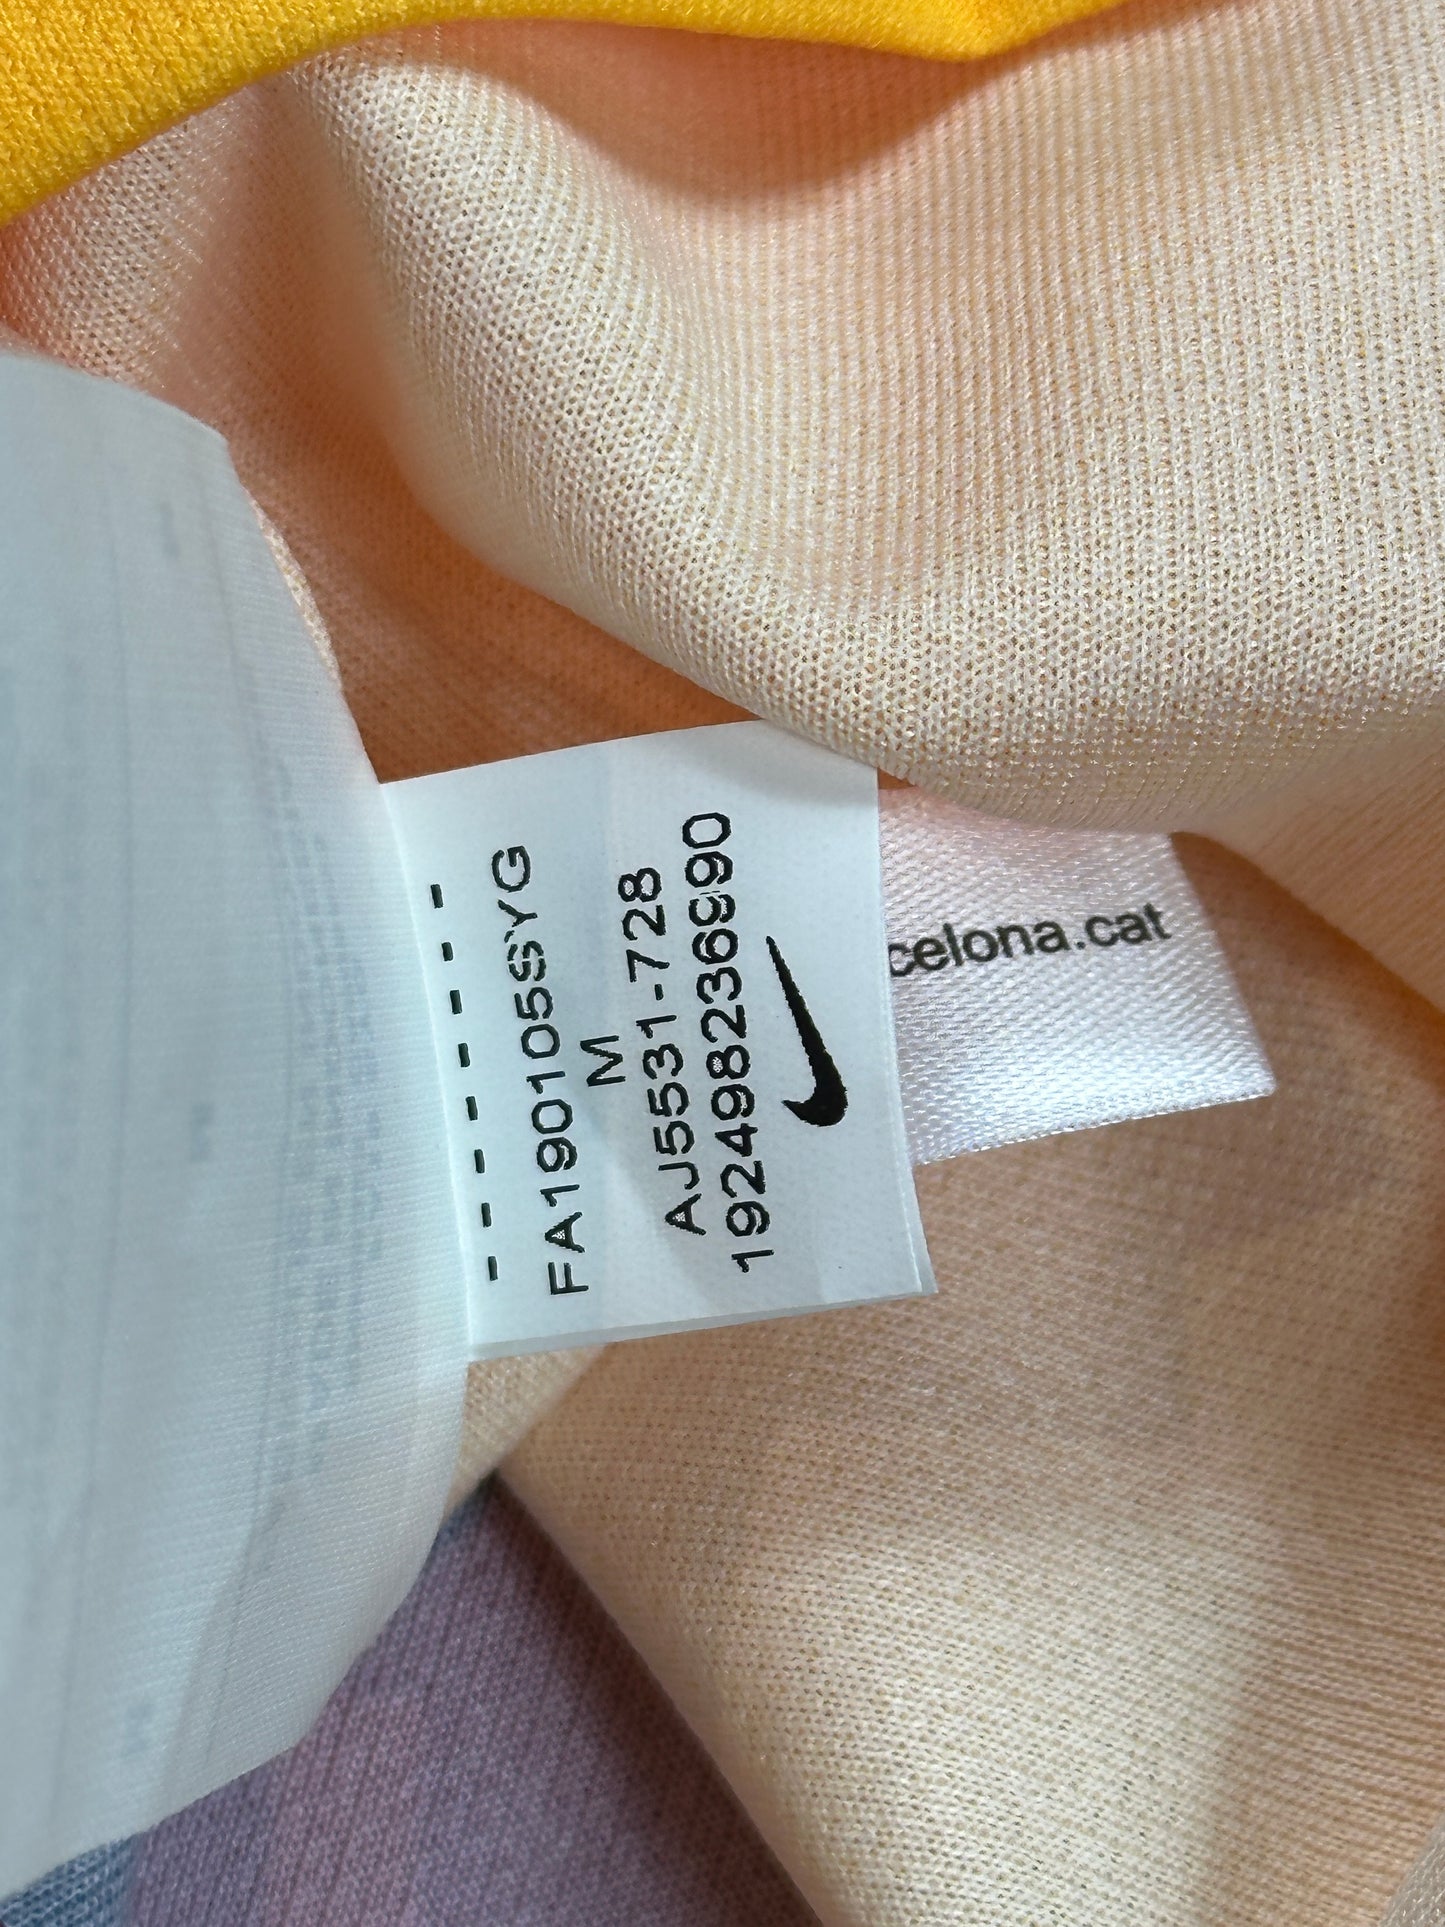 FA190105SYG
M
AJ5531-728
192498236990
celona.cat